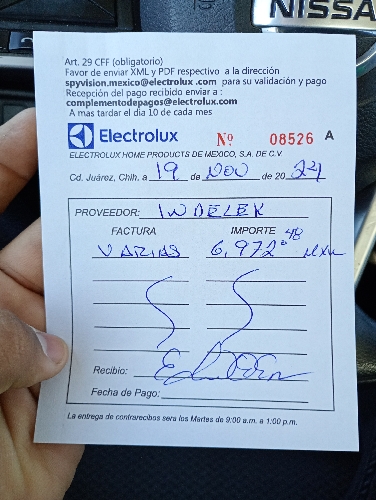 NISSA
Art. 29 CFF (obligatorio)
Favor de enviar XML y PDF respectivo a la dirección
spyvision.mexico@electrolux .com para su validación y pago
Recepción del pago recibido enviar a :
complementodepagos@electrolux.com
A mas tardar el dia 10 de cada mes
Electrolux Nº 08526 A
ELECTROLUX HOME PRODUCTS DE MEXICO, S.A. DE C.V.
Cd. Juárez, Chih. a 19 de NOV de 20 24
PROVEEDOR:
FACTURA IMPORTE
VARIAS 6,972 48 MXN
Recibio:
Fecha de Pago:
La entrega de contrarecibos sera los Martes de 9:00 a.m. a 1:00 p.m.